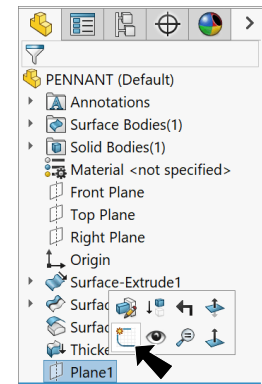 PENNANT (Default)
Annotations
Surface Bodies(1)
Solid Bodies(1)
Material <not specified>
Front Plane
Top Plane
Right Plane
Origin
Surface-Extrude1
Surfac
Surfac
Thicke
Plane1